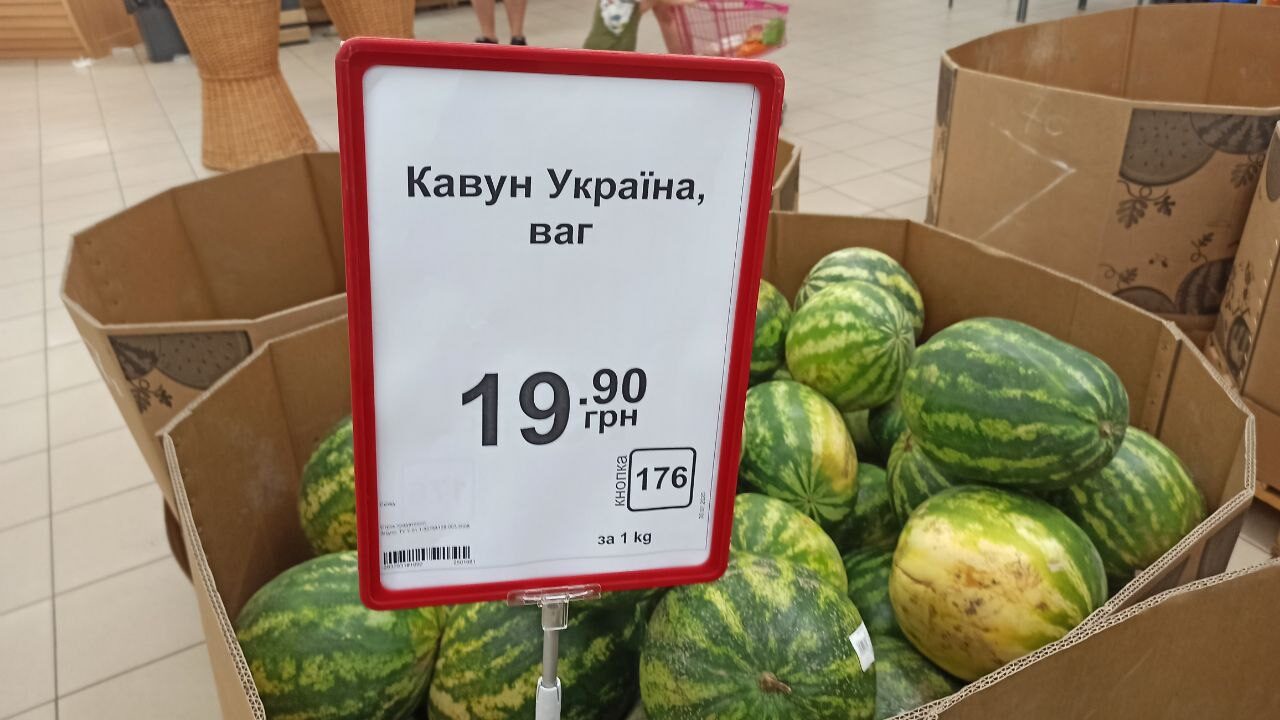 Кавун Україна,
ваг
19.90
грн
кнопка
176
за 1 kg